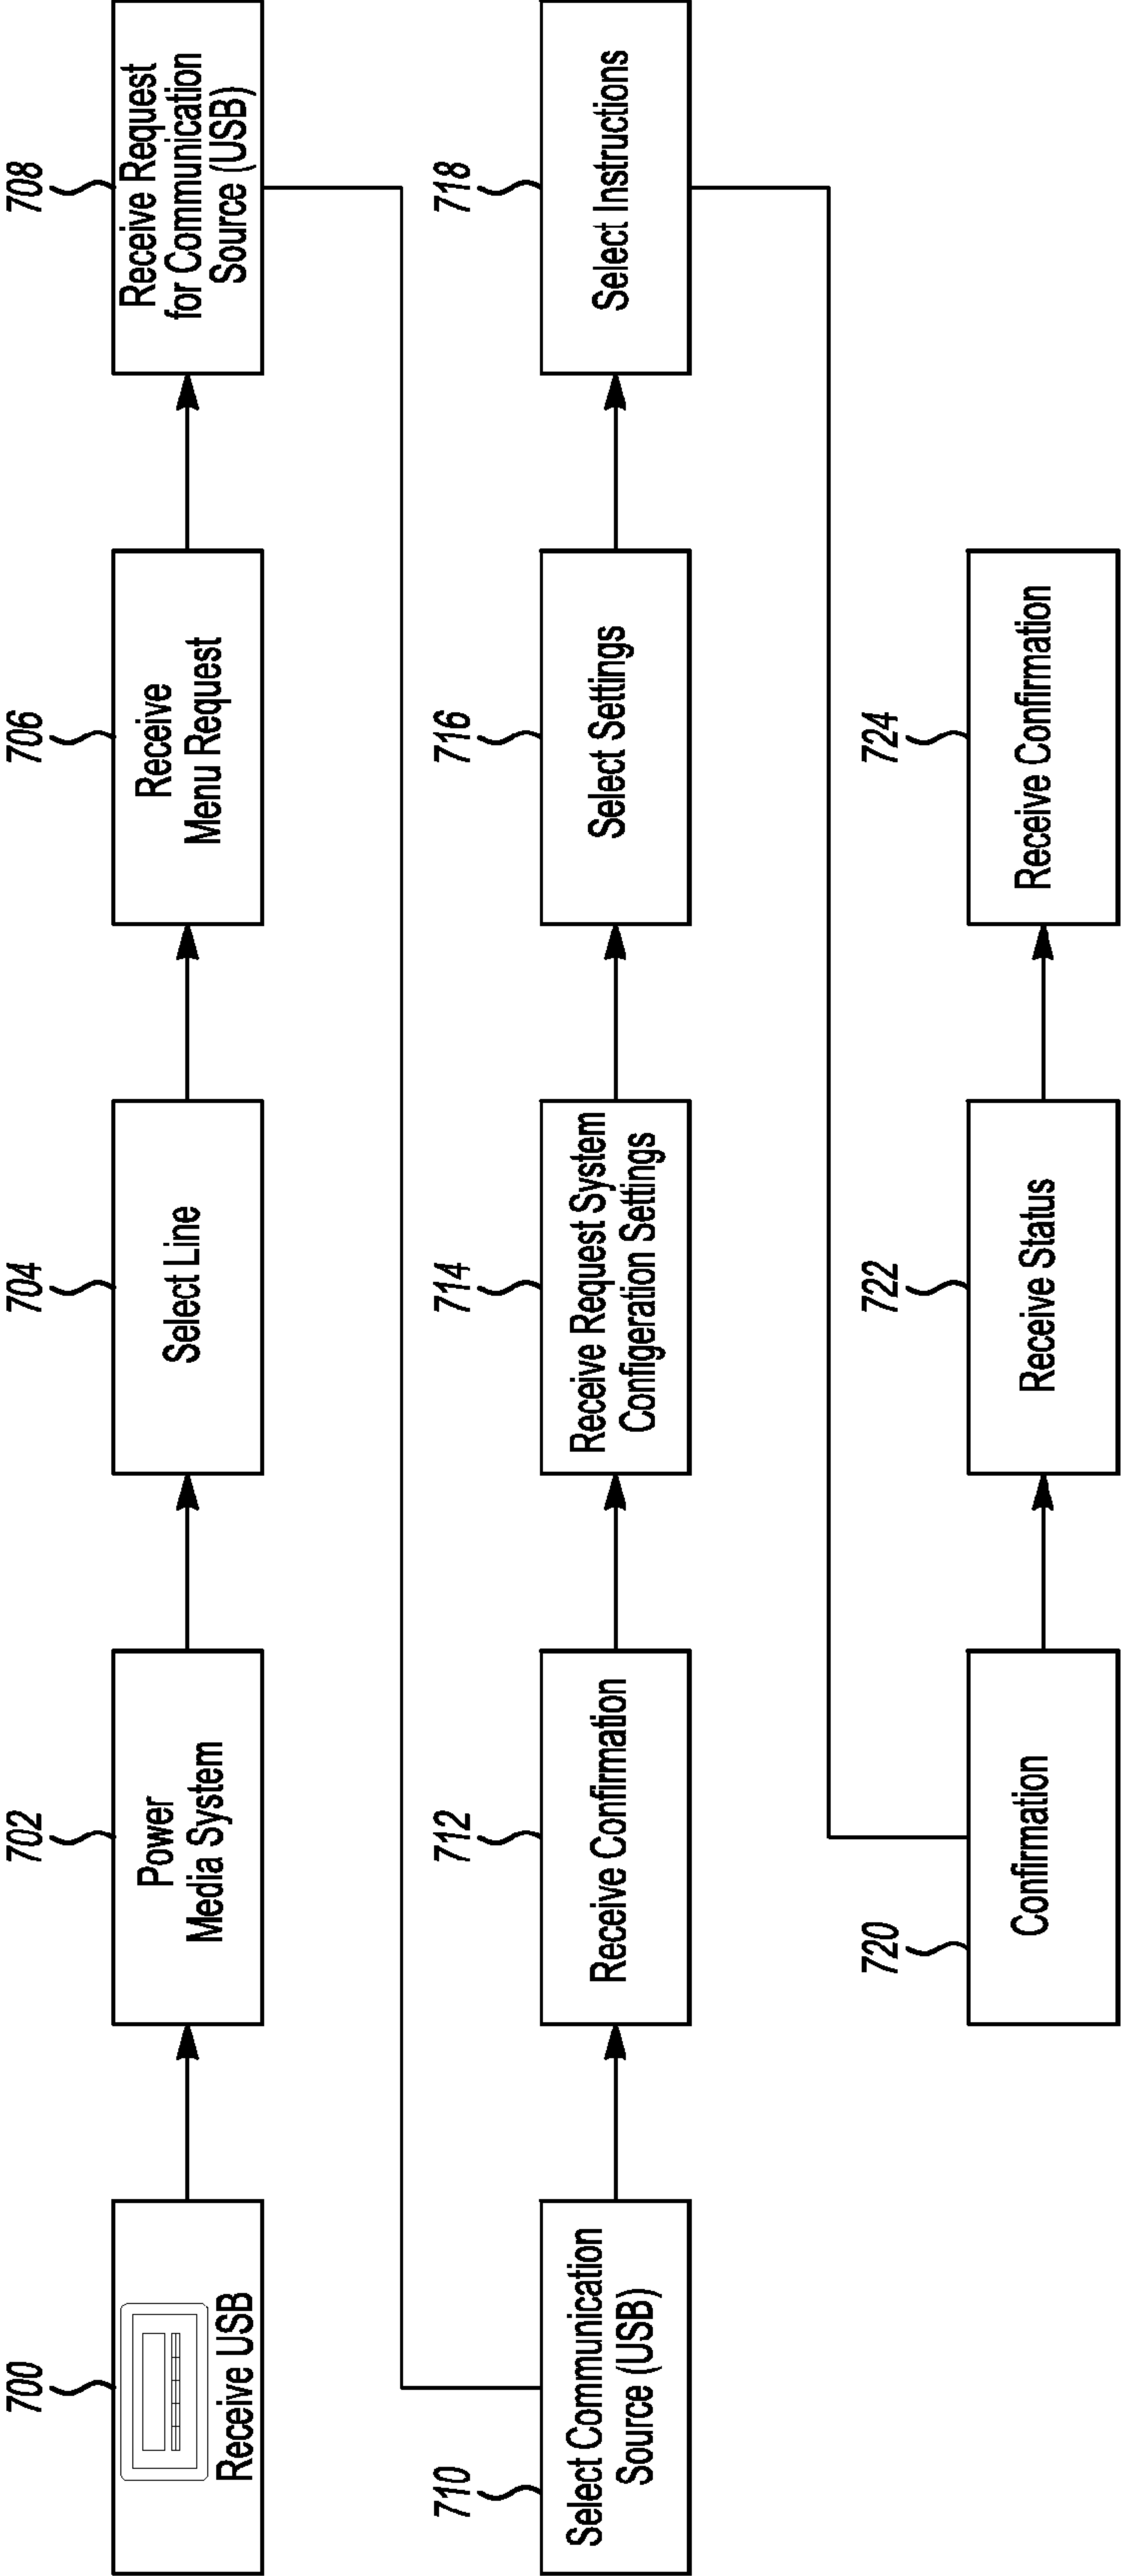 700
Receive USB
702
Power
Media System
704
Select Line
706
Receive
Menu Request
708
Receive Request
for Communication
Source (USB)
710
Select Communication
Source (USB)
712
Receive Confirmation
714
Receive Request System
Configeration Settings
716
Select Settings
718
Select Instructions
720
Confirmation
722
Receive Status
724
Receive Confirmation